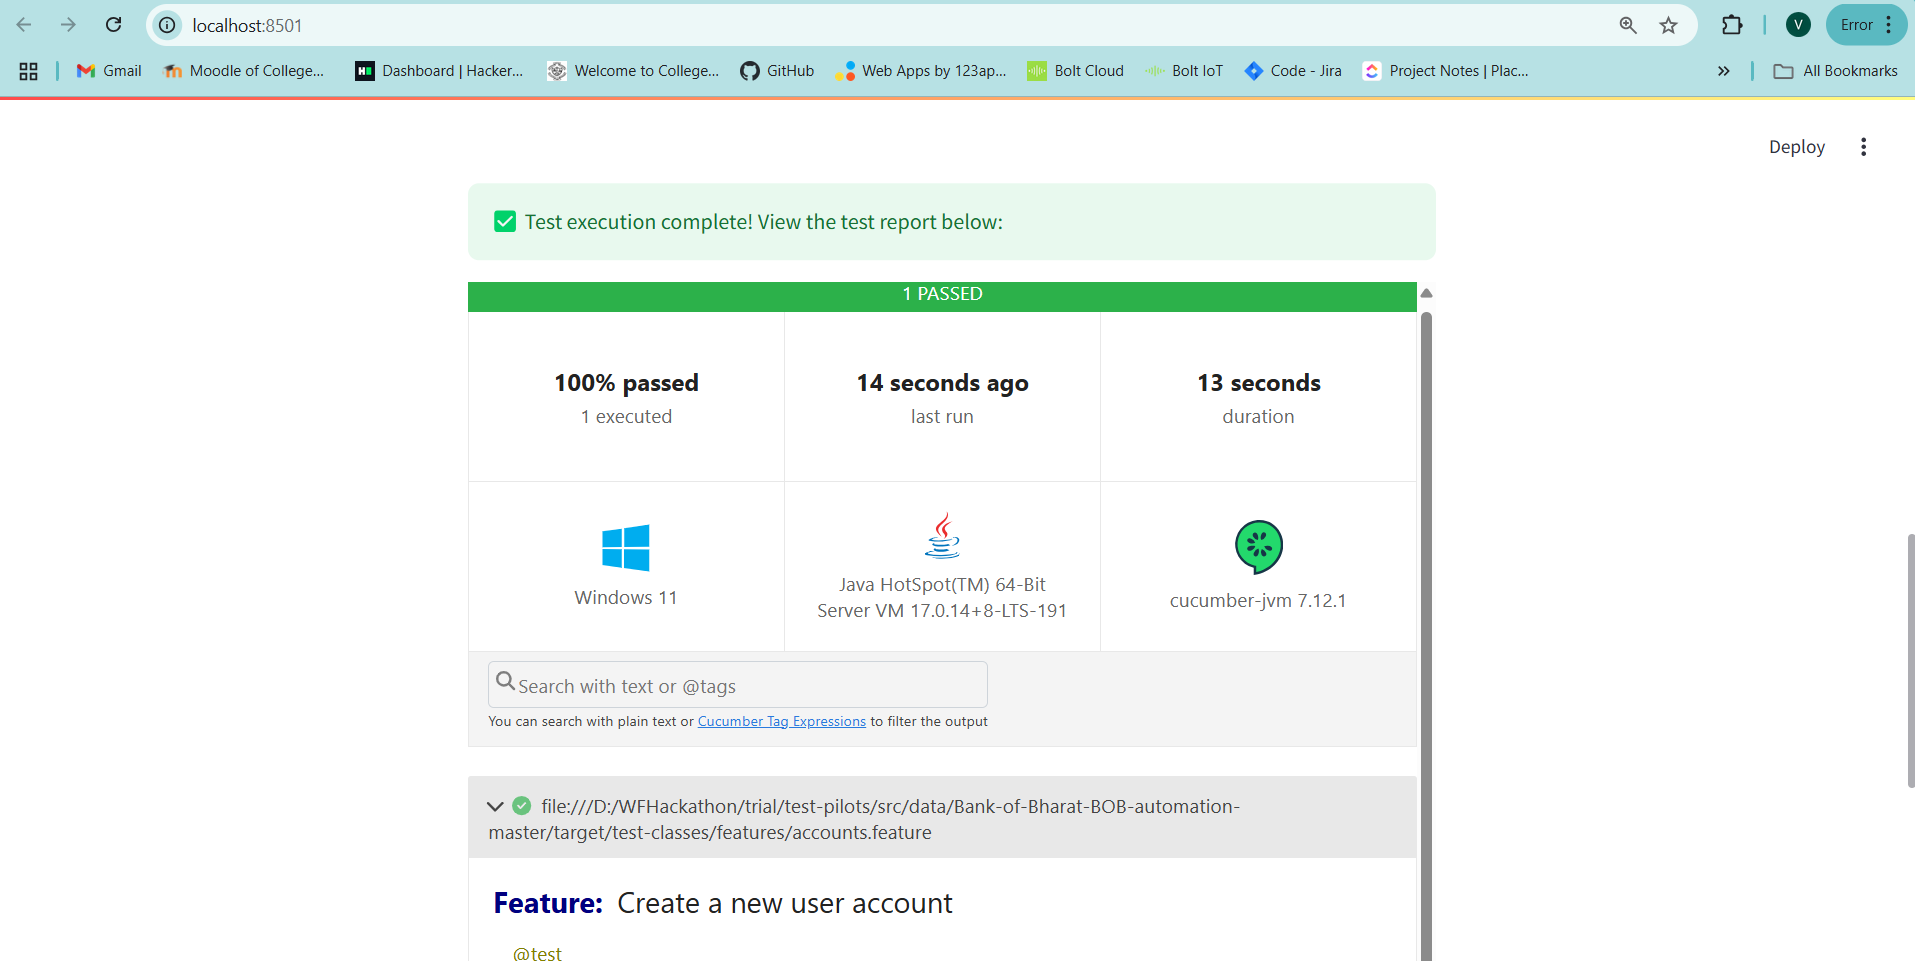 localhost:8501
V
Error
Gmail
Moodle of College...
Dashboard | Hacker...
Welcome to College...
GitHub
Web Apps by 123ap...
Bolt Cloud
Bolt IoT
Code - Jira
Project Notes | Plac...
All Bookmarks
Deploy
Test execution complete! View the test report below:
1 PASSED
100% passed
1 executed
14 seconds ago
last run
13 seconds
duration
Windows 11
Java HotSpot(TM) 64-Bit
Server VM 17.0.14+8-LTS-191
cucumber-jvm 7.12.1
Search with text or @tags
You can search with plain text or Cucumber Tag Expressions to filter the output
file:///D:/WFHackathon/trial/test-pilots/src/data/Bank-of-Bharat-BOB-automation-
master/target/test-classes/features/accounts.feature
Feature: Create a new user account
@test